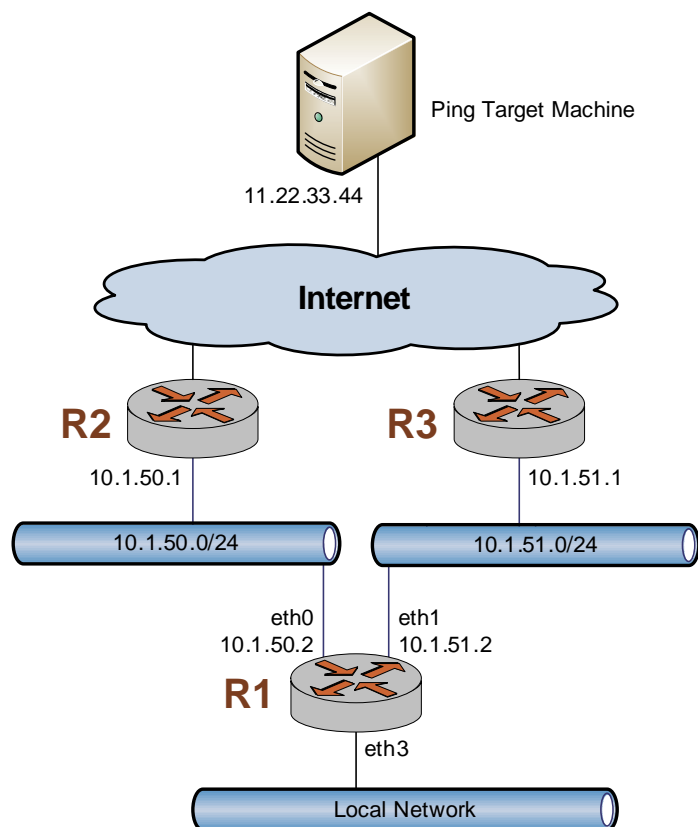 Ping Target Machine
11.22.33.44
Internet
R2
R3
10.1.50.1
10.1.51.1
10.1.50.0/24
10.1.51.0/24
eth0
eth1
10.1.50.2
10.1.51.2
R1
eth3
Local Network